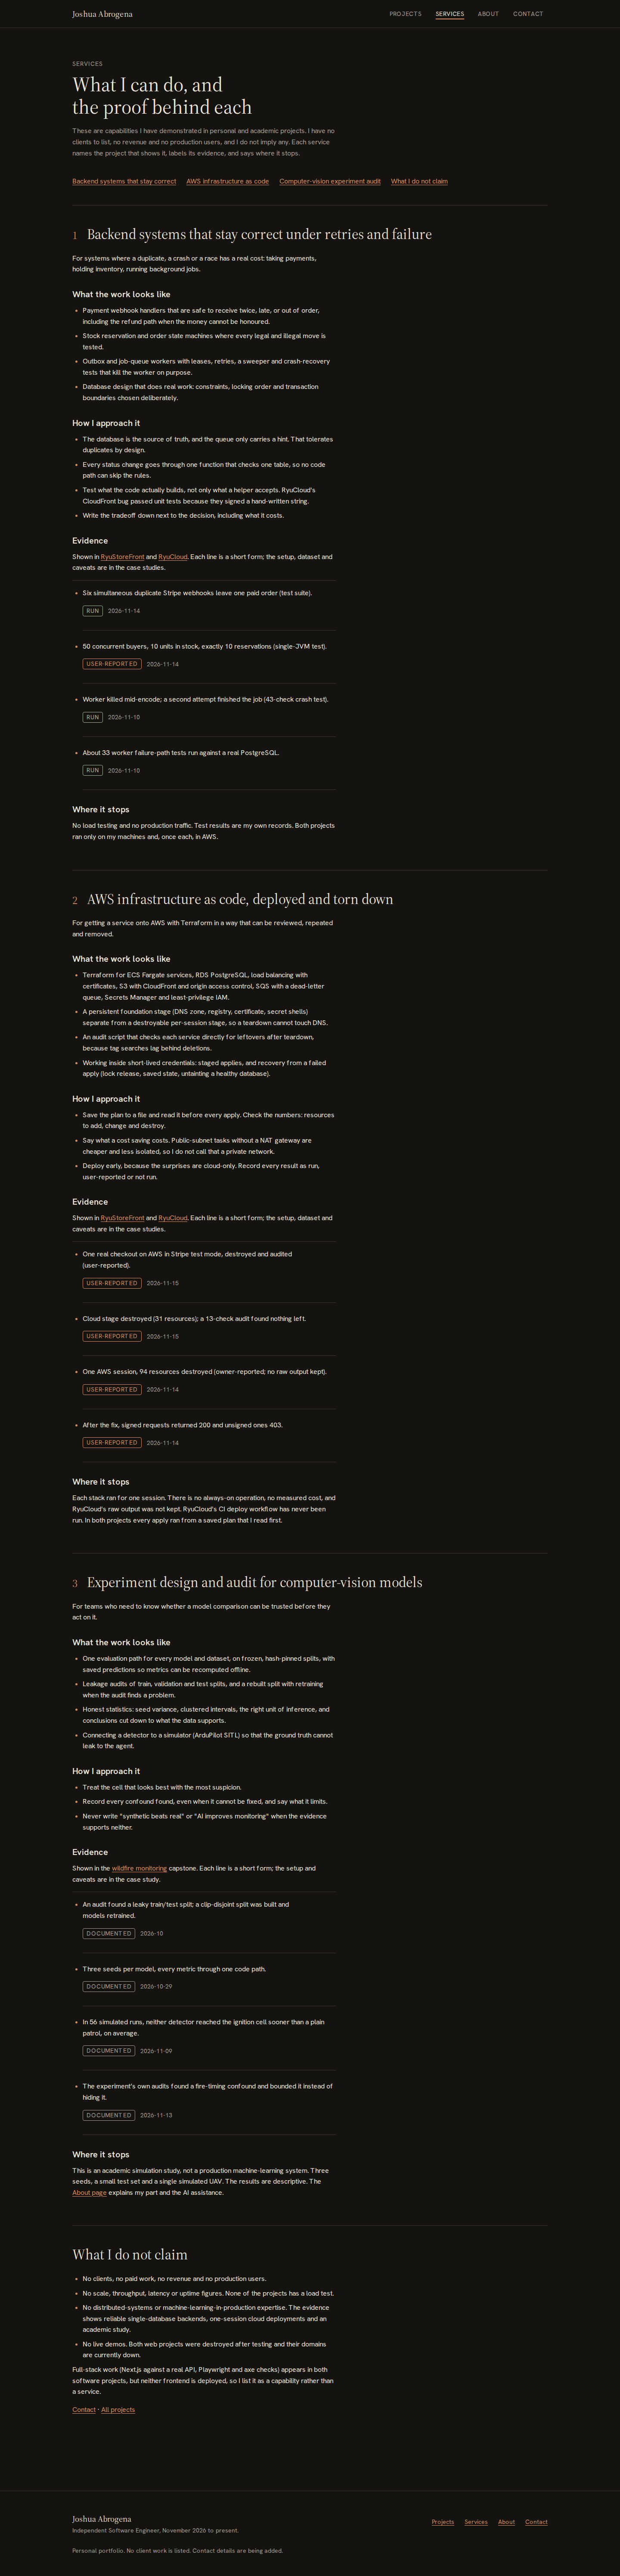 Joshua Abrogena
PROJECTS SERVICES ABOUT CONTACT
SERVICES
What I can do, and
the proof behind each
These are capabilities I have demonstrated in personal and academic projects. I have no
clients to list, no revenue and no production users, and I do not imply any. Each service
names the project that shows it, labels its evidence, and says where it stops.
Backend systems that stay correct AWS infrastructure as code Computer-vision experiment audit What I do not claim
1 Backend systems that stay correct under retries and failure
For systems where a duplicate, a crash or a race has a real cost: taking payments,
holding inventory, running background jobs.
What the work looks like
Payment webhook handlers that are safe to receive twice, late, or out of order,
including the refund path when the money cannot be honoured.
Stock reservation and order state machines where every legal and illegal move is
tested.
Outbox and job-queue workers with leases, retries, a sweeper and crash-recovery
tests that kill the worker on purpose.
Database design that does real work: constraints, locking order and transaction
boundaries chosen deliberately.
How I approach it
The database is the source of truth, and the queue only carries a hint. That tolerates
duplicates by design.
Every status change goes through one function that checks one table, so no code
path can skip the rules.
Test what the code actually builds, not only what a helper accepts. RyuCloud's
CloudFront bug passed unit tests because they signed a hand-written string.
Write the tradeoff down next to the decision, including what it costs.
Evidence
Shown in RyuStoreFront and RyuCloud. Each line is a short form; the setup, dataset and
caveats are in the case studies.
Six simultaneous duplicate Stripe webhooks leave one paid order (test suite).
RUN 2026-11-14
50 concurrent buyers, 10 units in stock, exactly 10 reservations (single-JVM test).
USER-REPORTED 2026-11-14
Worker killed mid-encode; a second attempt finished the job (43-check crash test).
RUN 2026-11-10
About 33 worker failure-path tests run against a real PostgreSQL.
RUN 2026-11-10
Where it stops
No load testing and no production traffic. Test results are my own records. Both projects
ran only on my machines and, once each, in AWS.
2 AWS infrastructure as code, deployed and torn down
For getting a service onto AWS with Terraform in a way that can be reviewed, repeated
and removed.
What the work looks like
Terraform for ECS Fargate services, RDS PostgreSQL, load balancing with
certificates, S3 with CloudFront and origin access control, SQS with a dead-letter
queue, Secrets Manager and least-privilege IAM.
A persistent foundation stage (DNS zone, registry, certificate, secret shells)
separate from a destroyable per-session stage, so a teardown cannot touch DNS.
An audit script that checks each service directly for leftovers after teardown,
because tag searches lag behind deletions.
Working inside short-lived credentials: staged applies, and recovery from a failed
apply (lock release, saved state, untainting a healthy database).
How I approach it
Save the plan to a file and read it before every apply. Check the numbers: resources
to add, change and destroy.
Say what a cost saving costs. Public-subnet tasks without a NAT gateway are
cheaper and less isolated, so I do not call that a private network.
Deploy early, because the surprises are cloud-only. Record every result as run,
user-reported or not run.
Evidence
Shown in RyuStoreFront and RyuCloud. Each line is a short form; the setup, dataset and
caveats are in the case studies.
One real checkout on AWS in Stripe test mode, destroyed and audited
(user-reported).
USER-REPORTED 2026-11-15
Cloud stage destroyed (31 resources); a 13-check audit found nothing left.
USER-REPORTED 2026-11-15
One AWS session, 94 resources destroyed (owner-reported; no raw output kept).
USER-REPORTED 2026-11-14
After the fix, signed requests returned 200 and unsigned ones 403.
USER-REPORTED 2026-11-14
Where it stops
Each stack ran for one session. There is no always-on operation, no measured cost, and
RyuCloud's raw output was not kept. RyuCloud's CI deploy workflow has never been
run. In both projects every apply ran from a saved plan that I read first.
3 Experiment design and audit for computer-vision models
For teams who need to know whether a model comparison can be trusted before they
act on it.
What the work looks like
One evaluation path for every model and dataset, on frozen, hash-pinned splits, with
saved predictions so metrics can be recomputed offline.
Leakage audits of train, validation and test splits, and a rebuilt split with retraining
when the audit finds a problem.
Honest statistics: seed variance, clustered intervals, the right unit of inference, and
conclusions cut down to what the data supports.
Connecting a detector to a simulator (ArduPilot SITL) so that the ground truth cannot
leak to the agent.
How I approach it
Treat the cell that looks best with the most suspicion.
Record every confound found, even when it cannot be fixed, and say what it limits.
Never write "synthetic beats real" or "AI improves monitoring" when the evidence
supports neither.
Evidence
Shown in the wildfire monitoring capstone. Each line is a short form; the setup and
caveats are in the case study.
An audit found a leaky train/test split; a clip-disjoint split was built and
models retrained.
DOCUMENTED 2026-10
Three seeds per model, every metric through one code path.
DOCUMENTED 2026-10-29
In 56 simulated runs, neither detector reached the ignition cell sooner than a plain
patrol, on average.
DOCUMENTED 2026-11-09
The experiment's own audits found a fire-timing confound and bounded it instead of
hiding it.
DOCUMENTED 2026-11-13
Where it stops
This is an academic simulation study, not a production machine-learning system. Three
seeds, a small test set and a single simulated UAV. The results are descriptive. The
About page explains my part and the AI assistance.
What I do not claim
No clients, no paid work, no revenue and no production users.
No scale, throughput, latency or uptime figures. None of the projects has a load test.
No distributed-systems or machine-learning-in-production expertise. The evidence
shows reliable single-database backends, one-session cloud deployments and an
academic study.
No live demos. Both web projects were destroyed after testing and their domains
are currently down.
Full-stack work (Next.js against a real API, Playwright and axe checks) appears in both
software projects, but neither frontend is deployed, so I list it as a capability rather than
a service.
Contact · All projects
Joshua Abrogena
Independent Software Engineer, November 2026 to present.
Projects Services About Contact
Personal portfolio. No client work is listed. Contact details are being added.